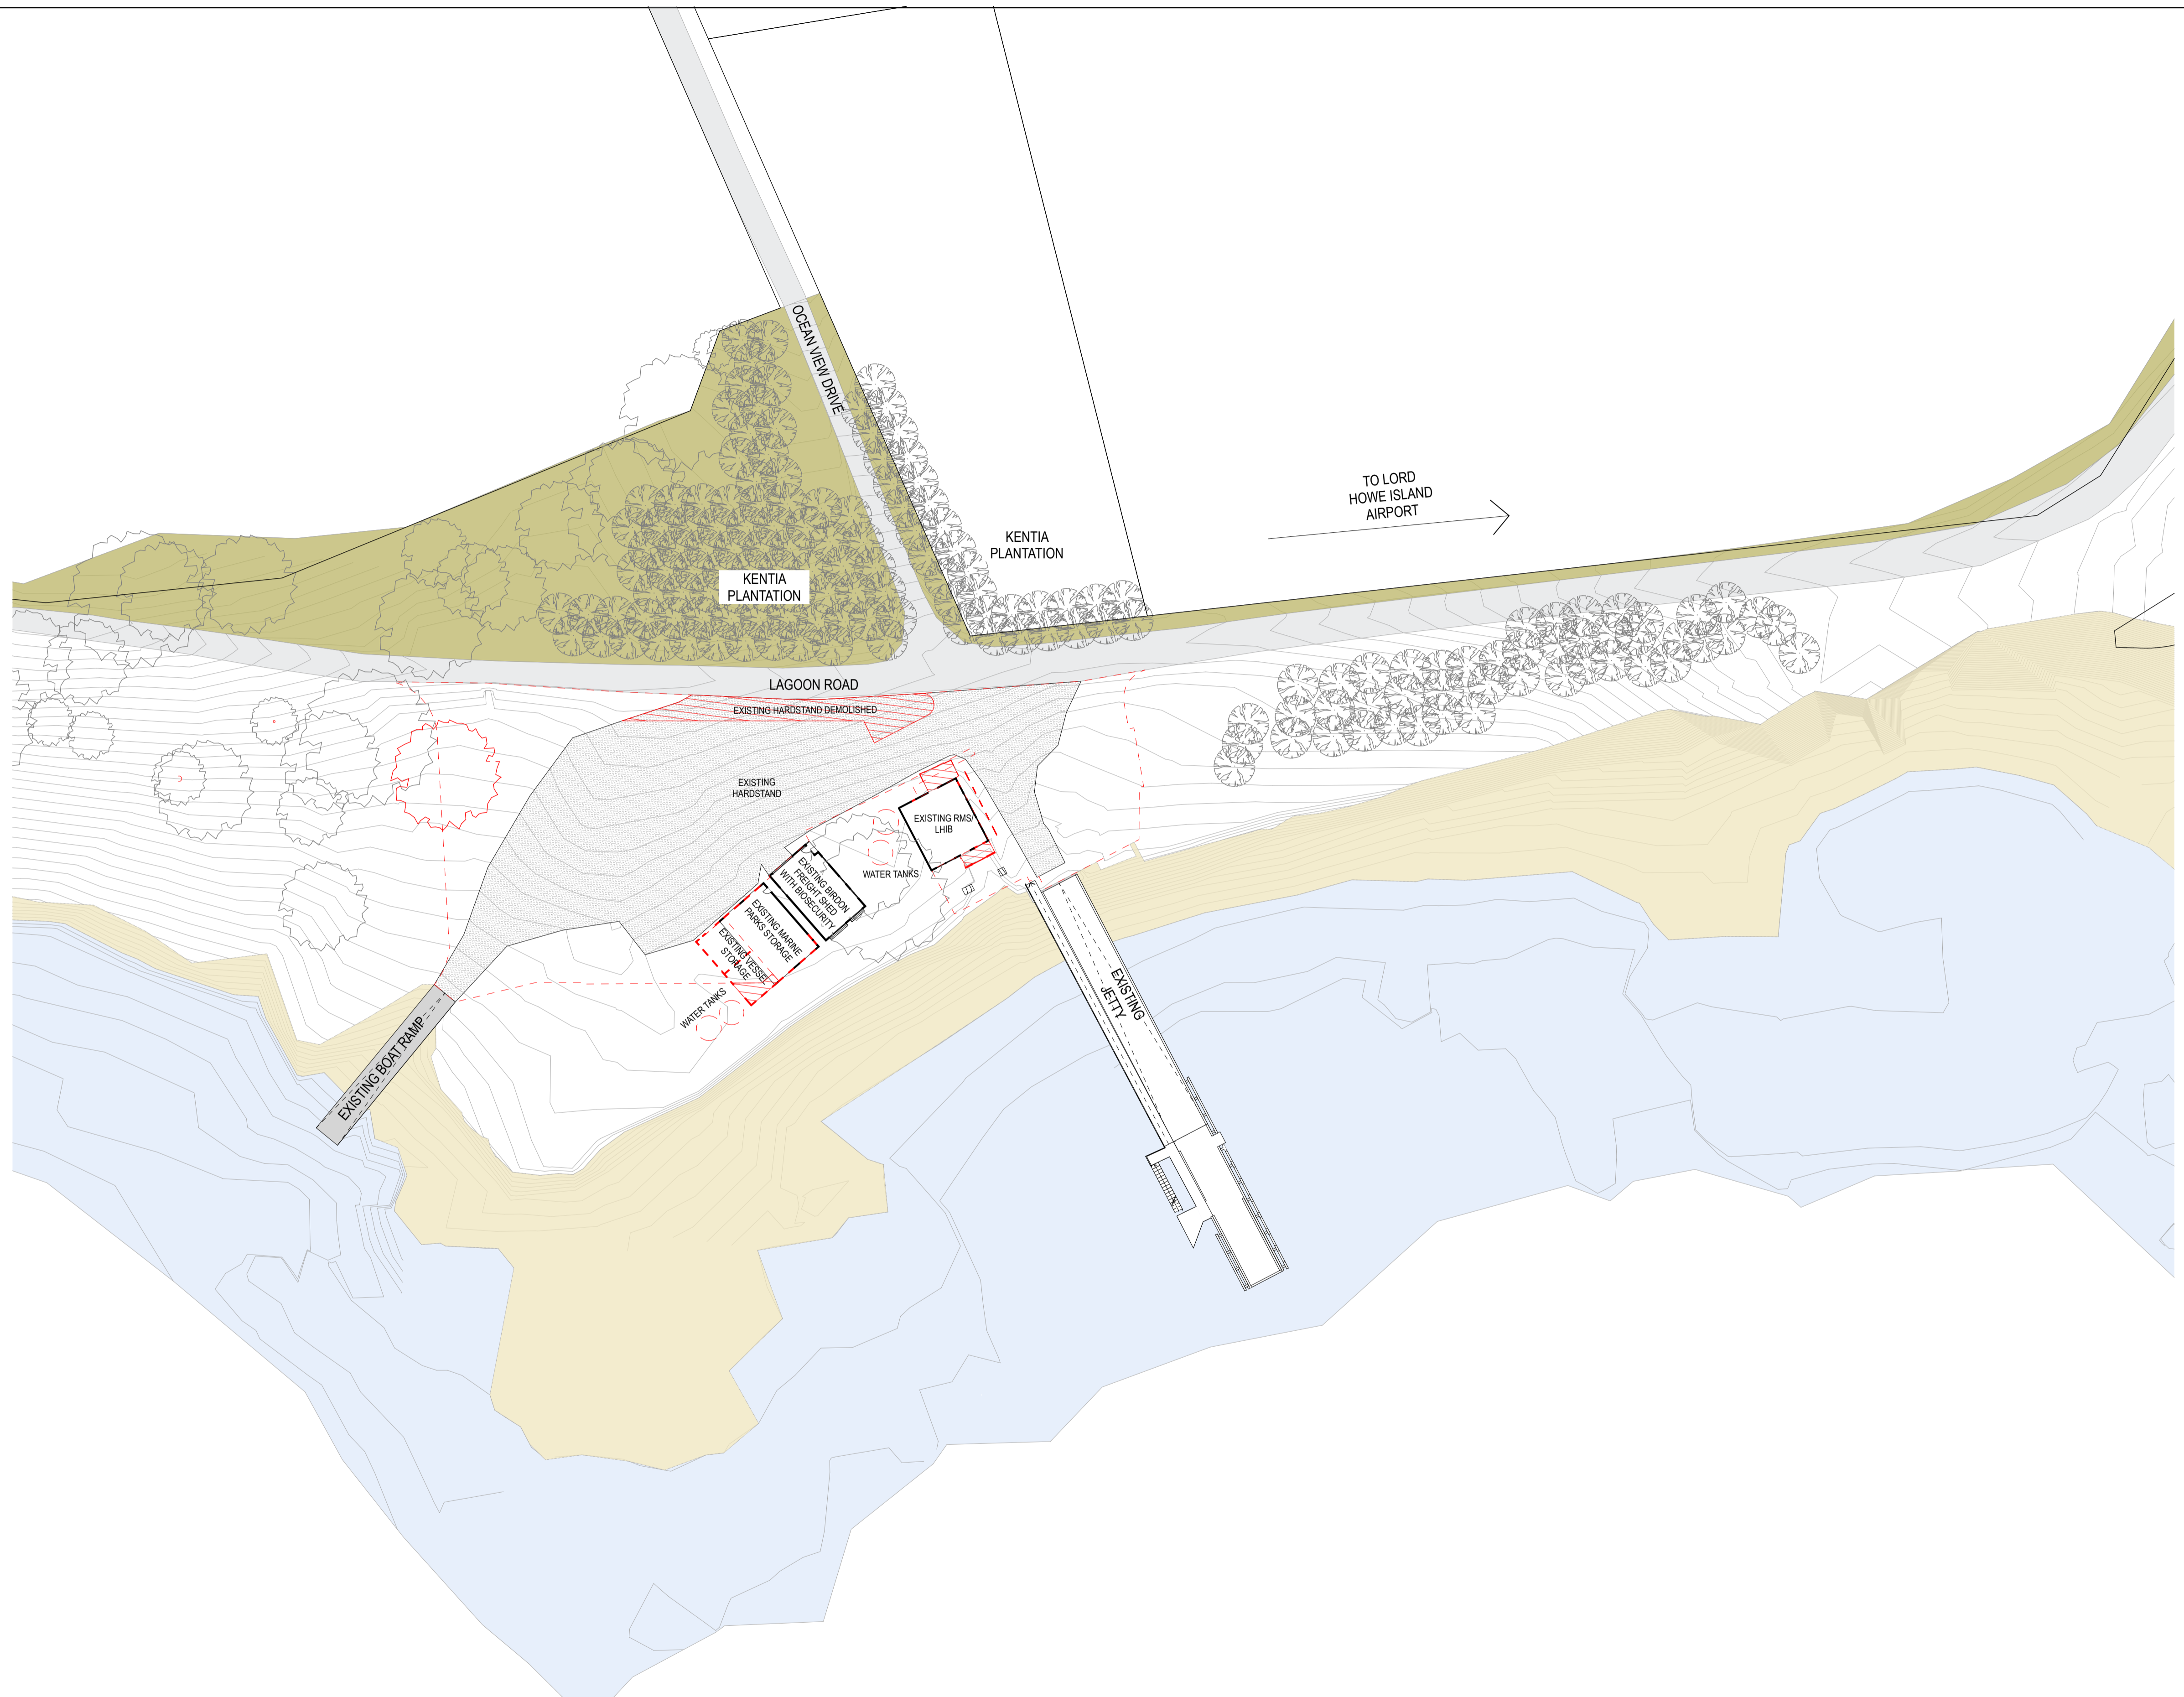 OCEAN VIEW DRIVE
TO LORD
HOWE ISLAND
AIRPORT
KENTIA
PLANTATION
KENTIA
PLANTATION
LAGOON ROAD
EXISTING HARDSTAND DEMOLISHED
EXISTING
HARDSTAND
EXISTING RMS/
LHIB
WATER TANKS
EXISTING BIRDON
FREIGHT SHED
WITH BIOSECURITY
EXISTING MARINE
PARKS STORAGE
EXISTING VESSEL
STORAGE
WATER TANKS
EXISTING
JETTY
EXISTING BOAT RAMP